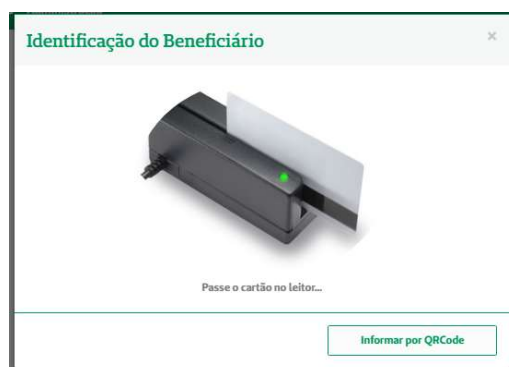 Identificação do Beneficiário
×
Passe o cartão no leitor...
Informar por QRCode